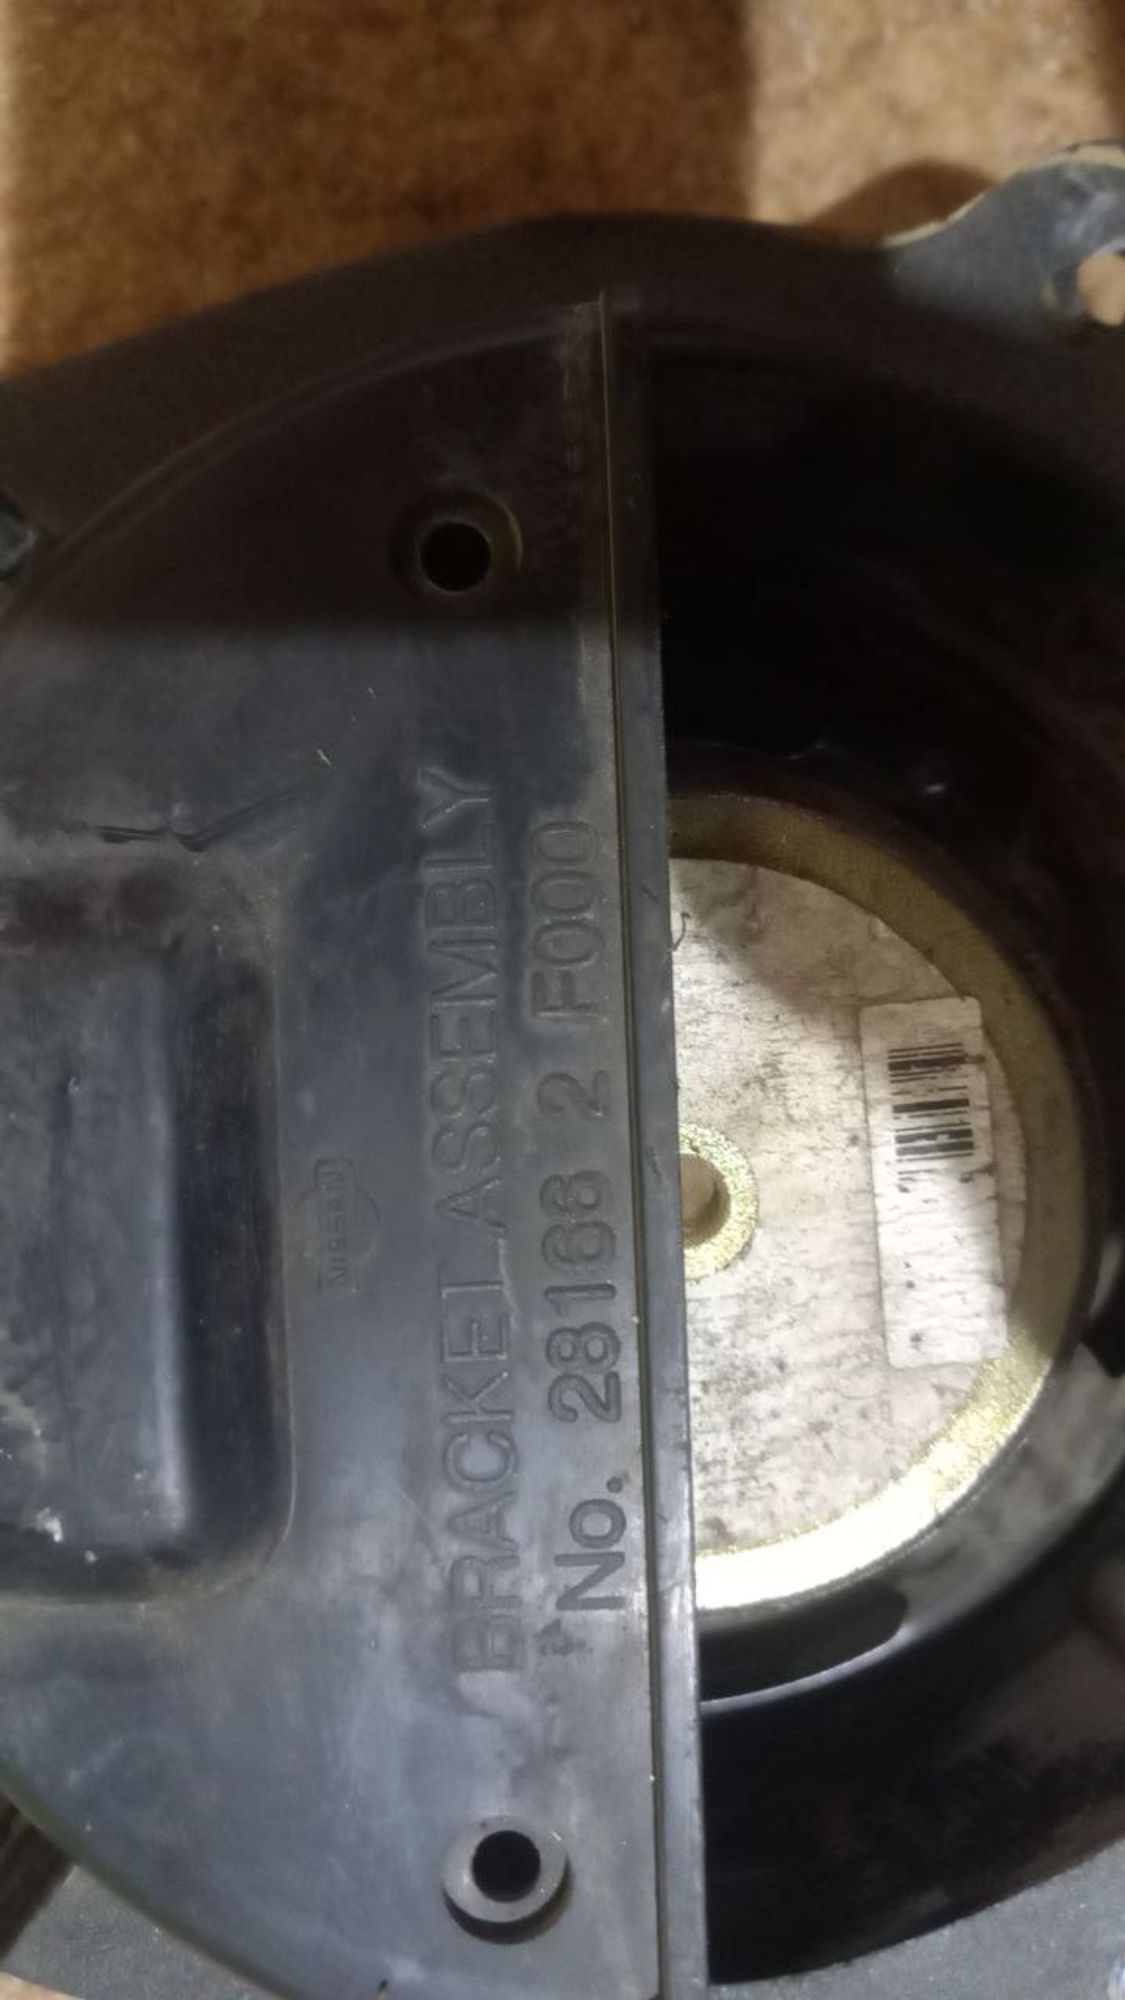 NISSAN
BRACKET ASSEMBLY
No. 28166 2 F000